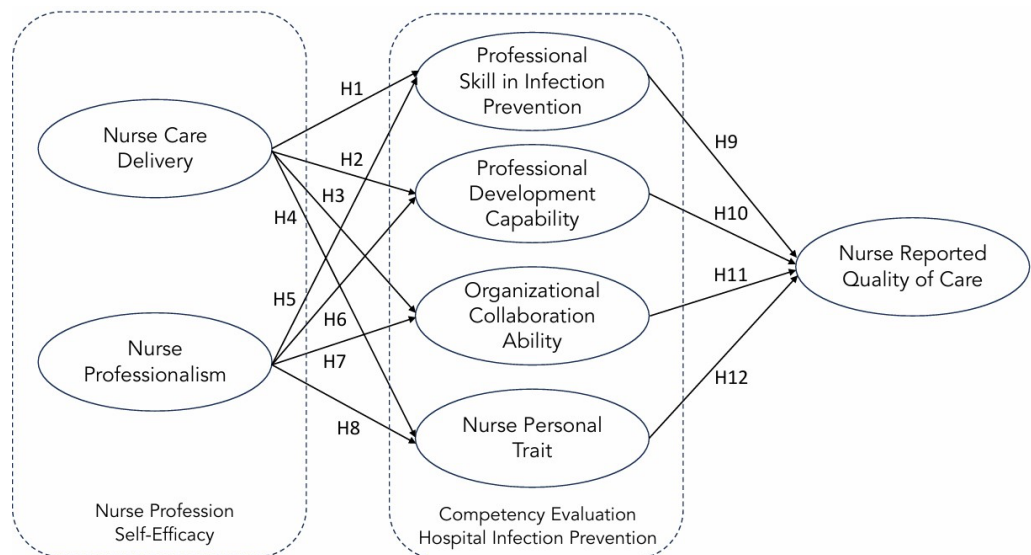 Nurse Care
Delivery
Nurse
Professionalism
Nurse Profession
Self-Efficacy
H1
H2
H3
H4
H5
H6
H7
H8
Professional
Skill in Infection
Prevention
Professional
Development
Capability
Organizational
Collaboration
Ability
Nurse Personal
Trait
Competency Evaluation
Hospital Infection Prevention
H9
H10
H11
H12
Nurse Reported
Quality of Care